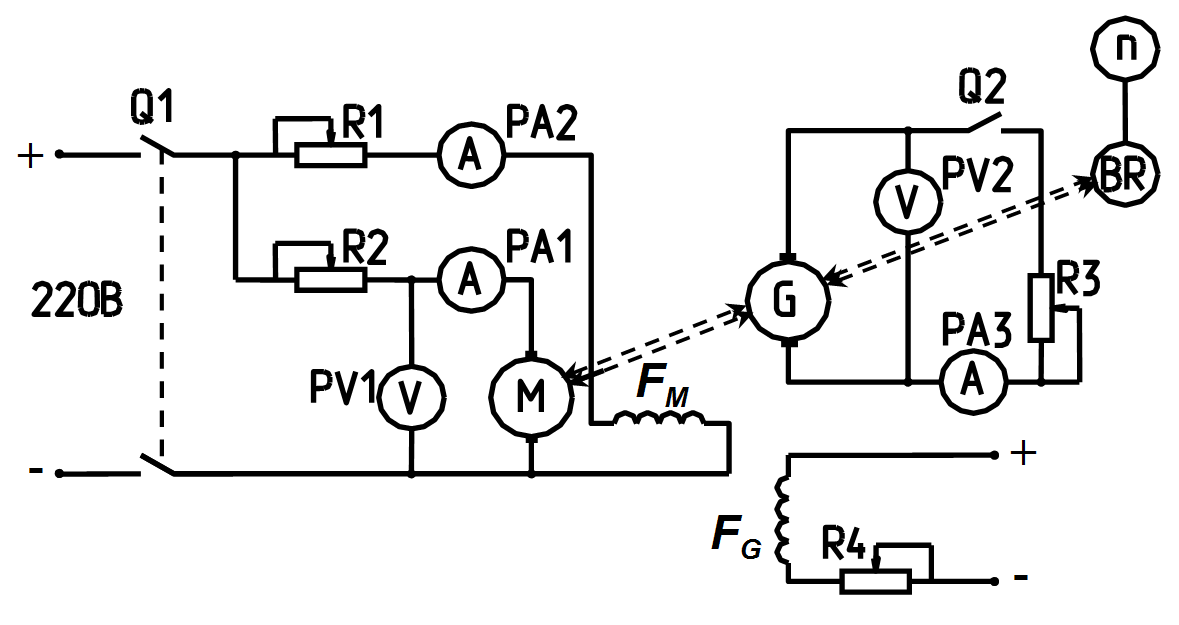 n
Q1
Q2
R1
PA2
+
A
BR
PV2
V
R2
PA1
A
220В
G
R3
PA3
PV1
V
M
F_M
A
-
+
F_G
R4
-